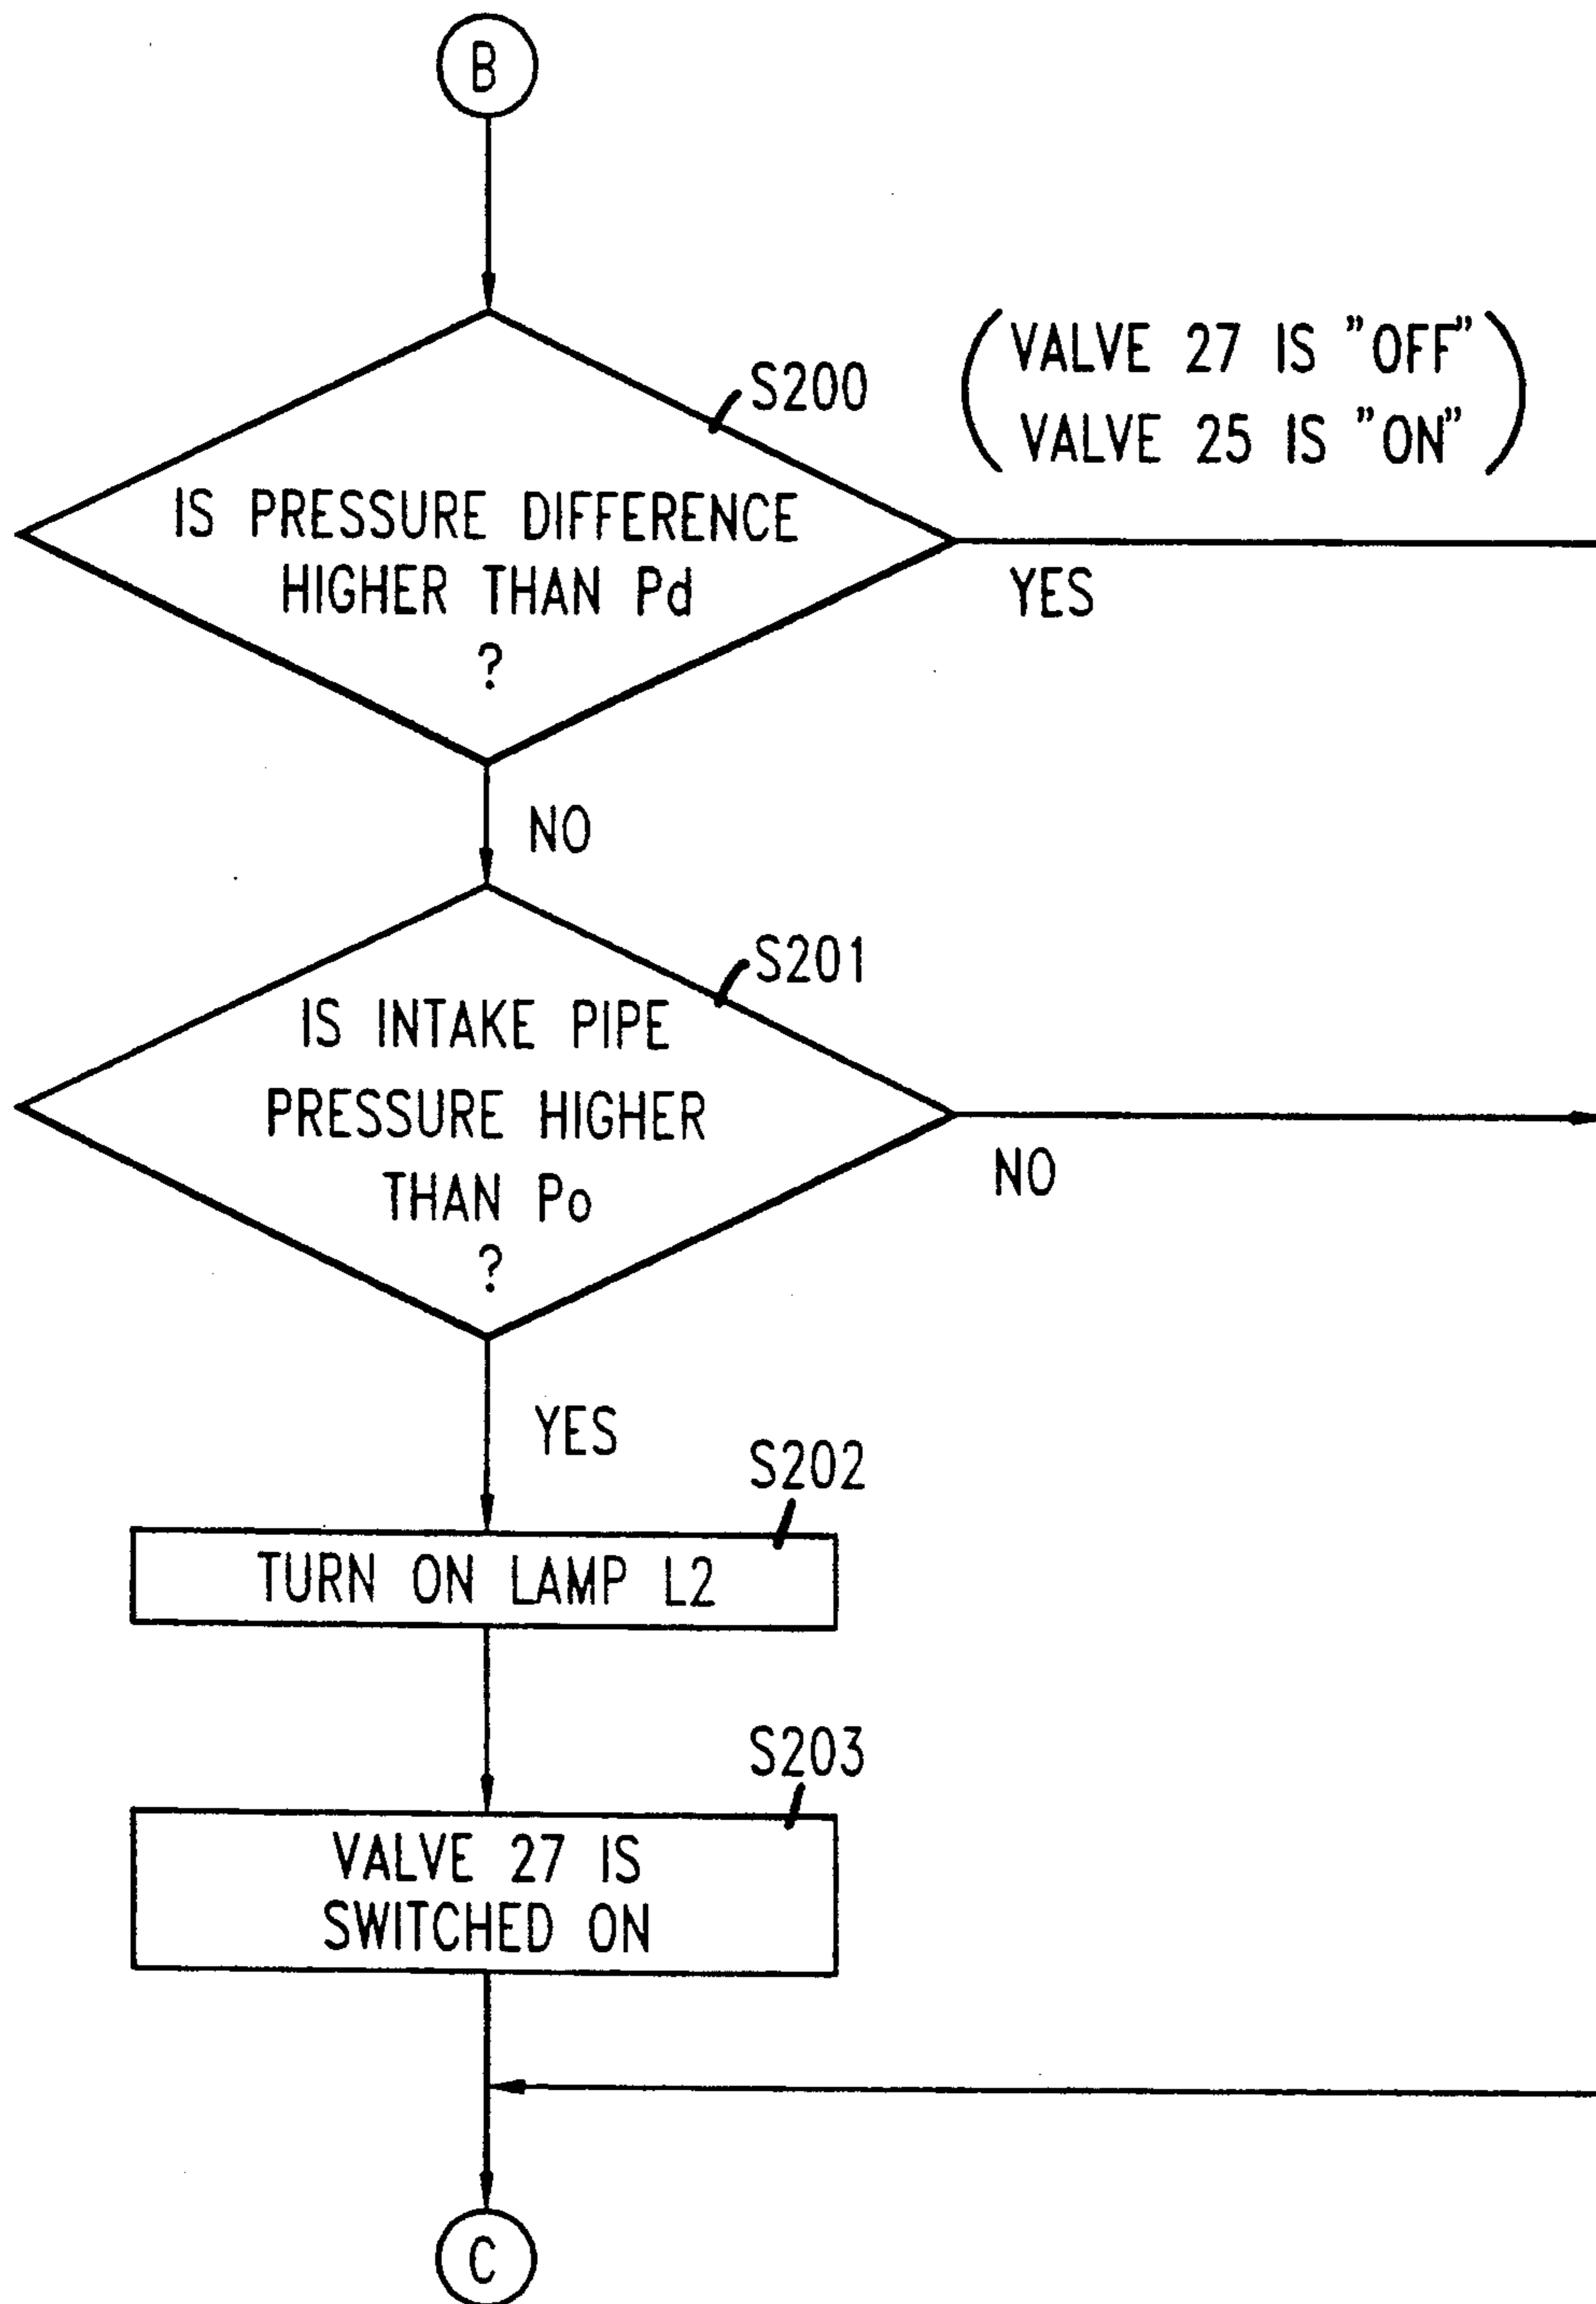 B
S200
(VALVE 27 IS "OFF"
VALVE 25 IS "ON")
IS PRESSURE DIFFERENCE
HIGHER THAN Pd
?
YES
NO
S201
IS INTAKE PIPE
PRESSURE HIGHER
THAN Po
?
NO
YES
S202
TURN ON LAMP L2
S203
VALVE 27 IS
SWITCHED ON
C